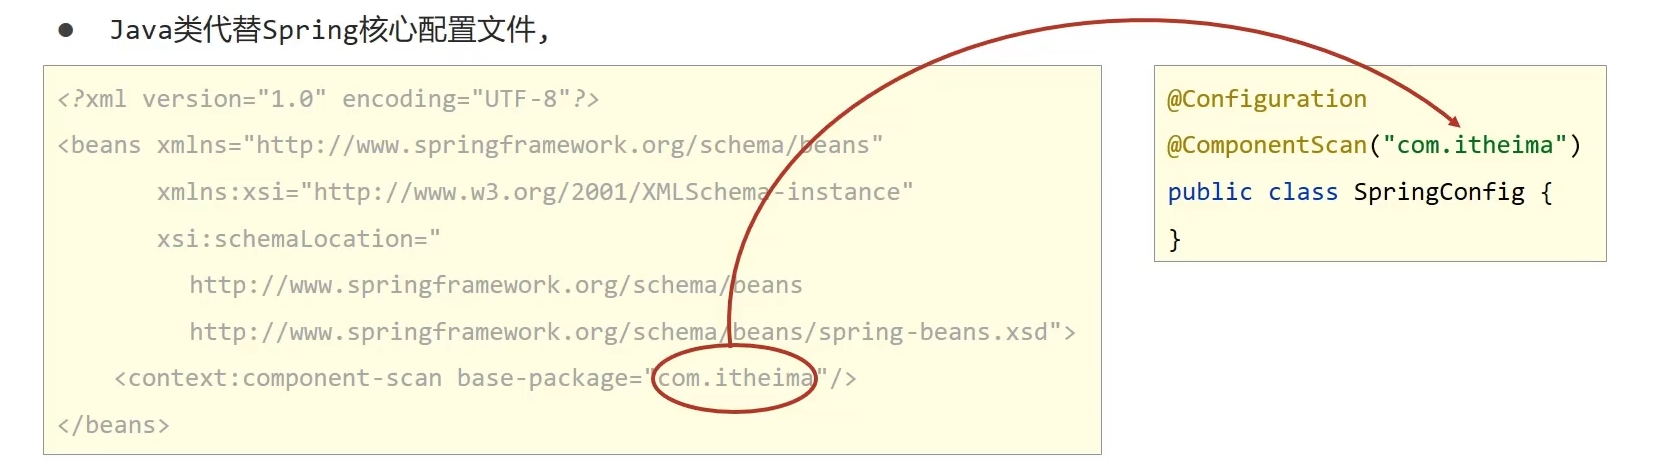 ● Java类代替Spring核心配置文件,
<?xml version="1.0" encoding="UTF-8"?>
<beans xmlns="http://www.springframework.org/schema/beans"
xmlns:xsi="http://www.w3.org/2001/XMLSchema-instance"
xsi:schemaLocation="
http://www.springframework.org/schema/beans
http://www.springframework.org/schema/beans/spring-beans.xsd">
<context:component-scan base-package="com.itheima"/>
</beans>
@Configuration
@ComponentScan("com.itheima")
public class SpringConfig {
}